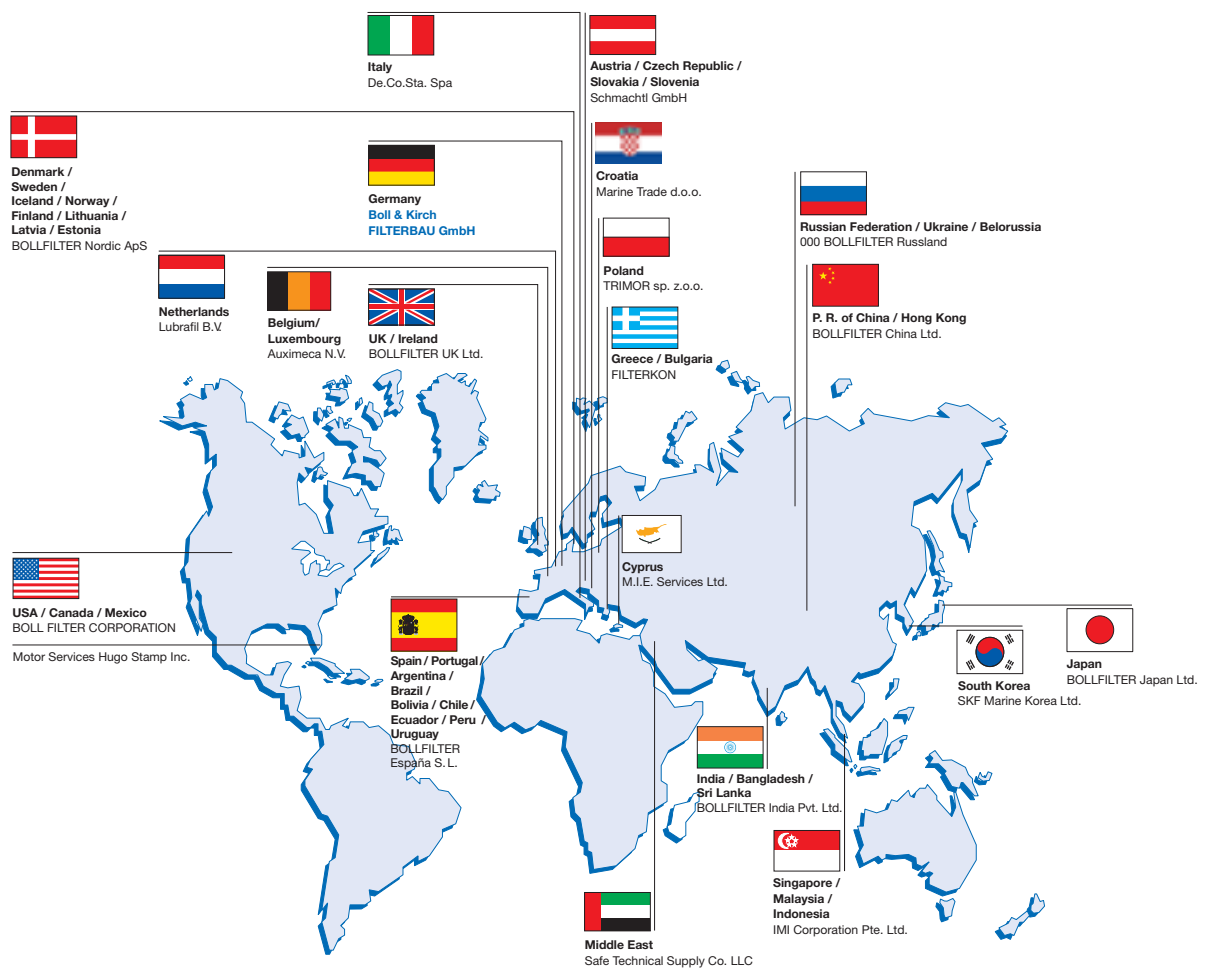 Italy
De.Co.Sta. Spa
Austria / Czech Republic /
Slovakia / Slovenia
Schmachtl GmbH
Denmark /
Sweden /
Iceland / Norway /
Finland / Lithuania /
Latvia / Estonia
BOLLFILTER Nordic ApS
Germany
Boll & Kirch
FILTERBAU GmbH
Croatia
Marine Trade d.o.o.
Russian Federation / Ukraine / Belorussia
000 BOLLFILTER Russland
Poland
TRIMOR sp. z.o.o.
Netherlands
Lubrafil B.V.
Belgium/
Luxembourg
Auximeca N.V.
UK / Ireland
BOLLFILTER UK Ltd.
Greece / Bulgaria
FILTERKON
P. R. of China / Hong Kong
BOLLFILTER China Ltd.
Cyprus
M.I.E. Services Ltd.
USA / Canada / Mexico
BOLL FILTER CORPORATION
Motor Services Hugo Stamp Inc.
Spain / Portugal /
Argentina /
Brazil /
Bolivia / Chile /
Ecuador / Peru /
Uruguay
BOLLFILTER
España S.L.
Japan
BOLLFILTER Japan Ltd.
South Korea
SKF Marine Korea Ltd.
India / Bangladesh /
Sri Lanka
BOLLFILTER India Pvt. Ltd.
Singapore /
Malaysia /
Indonesia
IMI Corporation Pte. Ltd.
Middle East
Safe Technical Supply Co. LLC